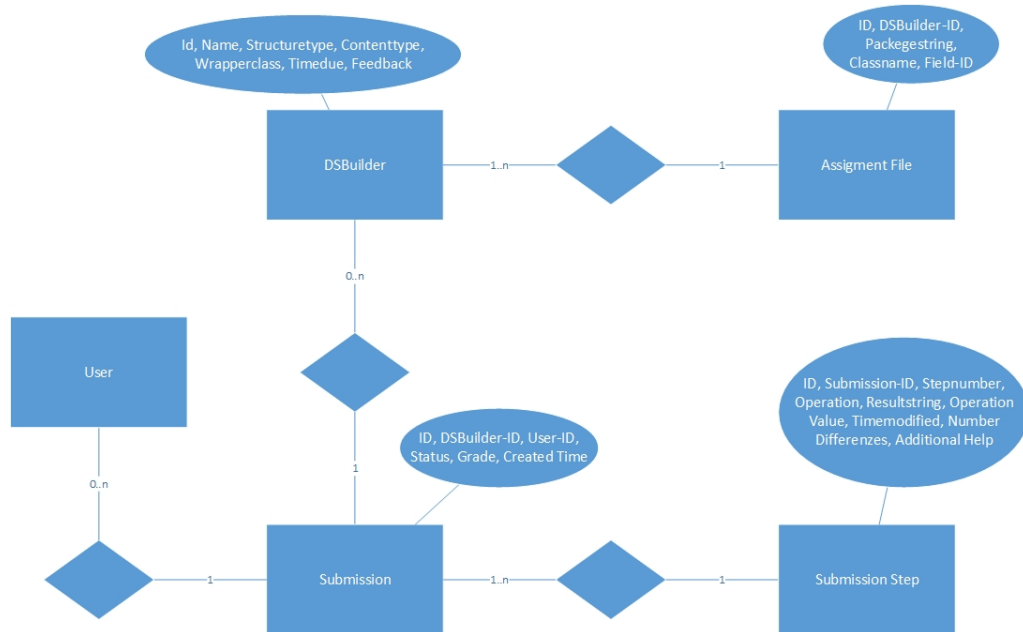 Id, Name, Structuretype, Contenttype,
Wrapperclass, Timedue, Feedback
ID, DSBuilder-ID,
Packegestring,
Classname, Field-ID
DSBuilder
1..n
1
Assigment File
0..n
User
ID, Submission-ID, Stepnumber,
Operation, Resultstring, Operation
Value, Timemodified, Number
Differenzes, Additional Help
ID, DSBuilder-ID, User-ID,
Status, Grade, Created Time
1
0..n
1
Submission
1..n
1
Submission Step